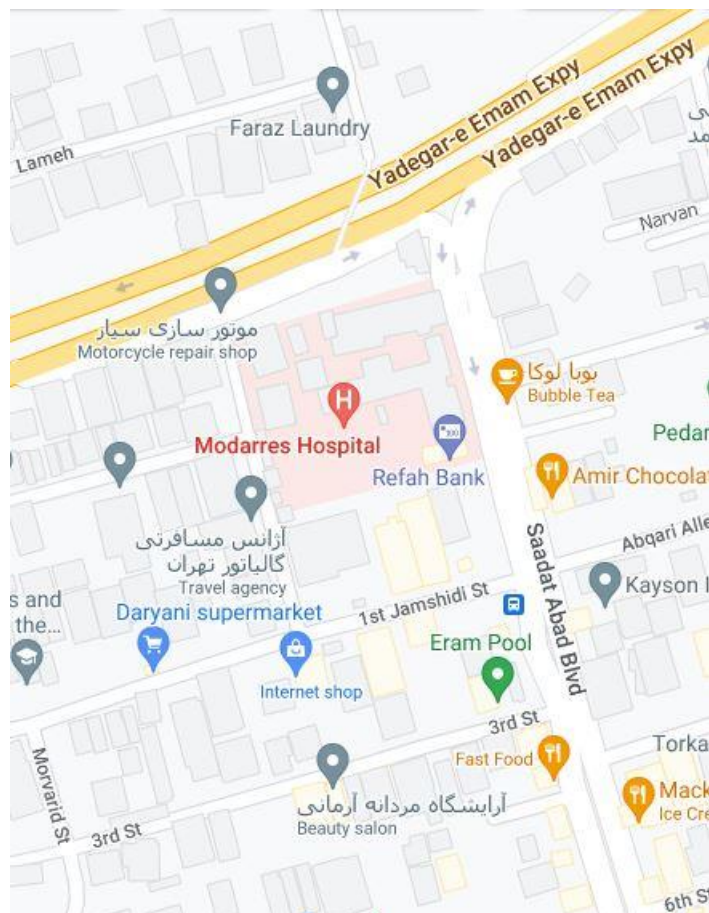 Yadegar-e Emam Expy
Yadegar-e Emam Expy
Faraz Laundry
Lameh
Narvan
موتور سازی سیار
Motorcycle repair shop
بوبا لوکا
Bubble Tea
H
Modarres Hospital
Refah Bank
Pedar
Amir Chocolat
آژانس مسافرتی
گالیاتور تهران
Travel agency
Saadat Abad Blvd
Abqari Alle
s and
the...
Daryani supermarket
1st Jamshidi St
Kayson I
Internet shop
Eram Pool
3rd St
Fast Food
Torka
Morvarid St
3rd St
آرایشگاه مردانه آرمانی
Beauty salon
Mack
Ice Cre
6th St